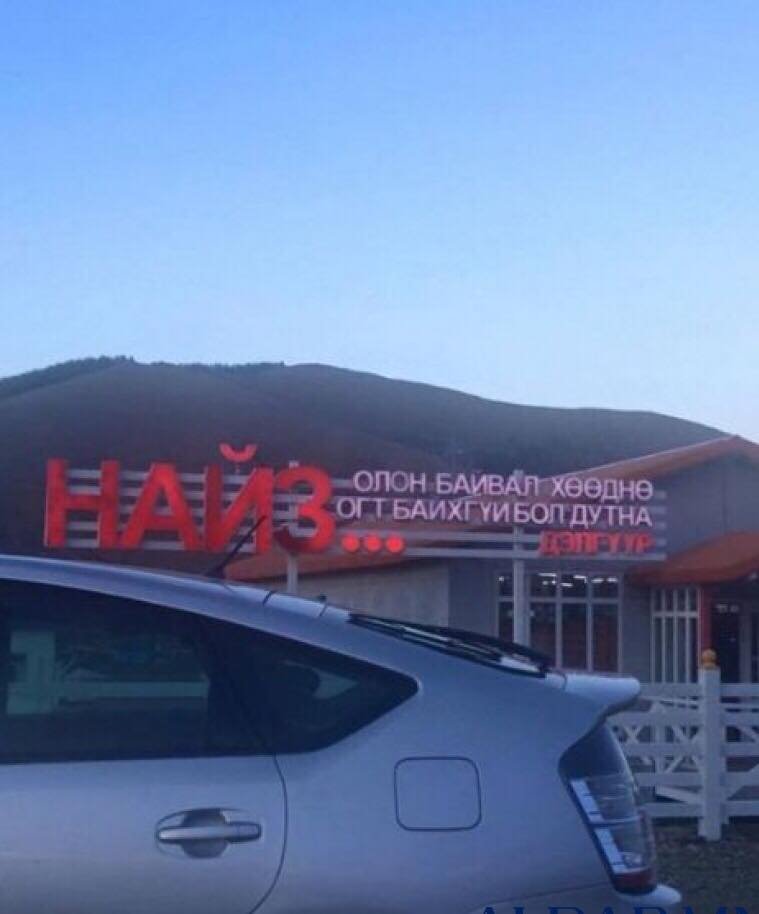 НАЙЗ...
ОЛОН БАЙВАЛ ХӨӨДНӨ
ОГТ БАЙХГҮЙ БОЛ ДУТНА
ДЭЛГҮҮР